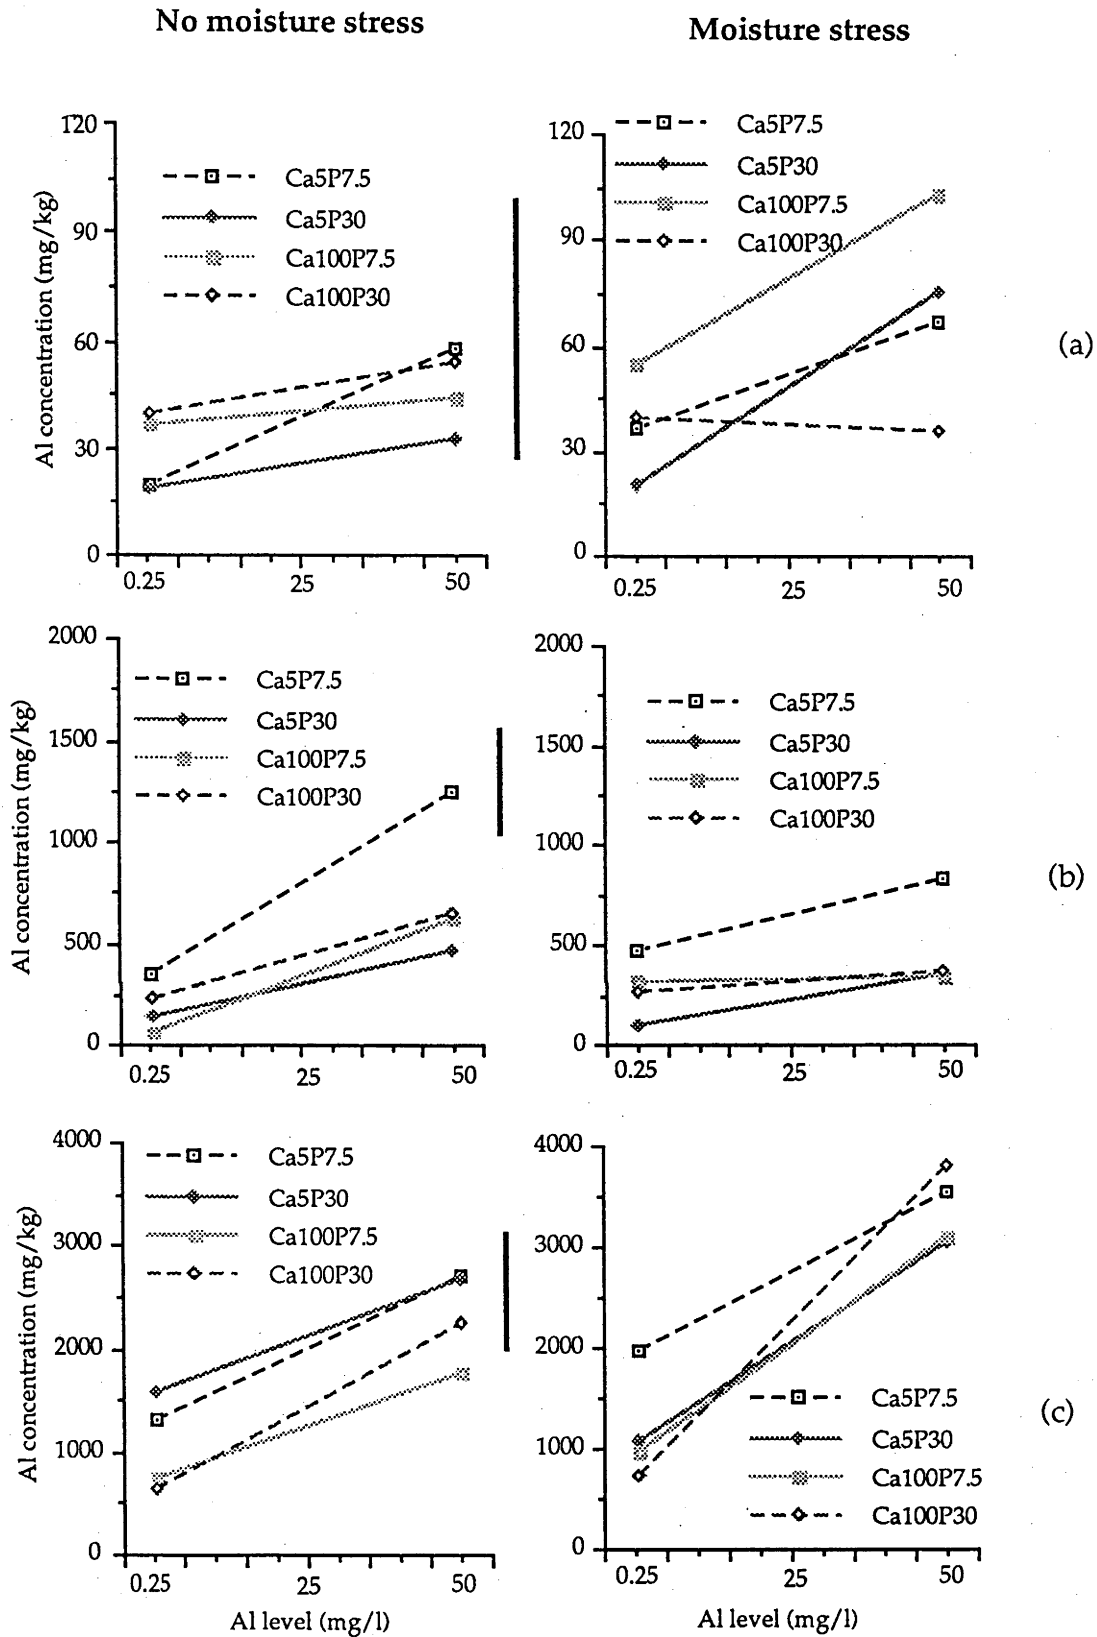 No moisture stress
Moisture stress
120
90
60
30
0
Al concentration (mg/kg)
Ca5P7.5
Ca5P30
Ca100P7.5
Ca100P30
0.25 25 50
120
90
60
30
0
Ca5P7.5
Ca5P30
Ca100P7.5
Ca100P30
0.25 25 50
(a)
2000
1500
1000
500
0
Al concentration (mg/kg)
Ca5P7.5
Ca5P30
Ca100P7.5
Ca100P30
0.25 25 50
2000
1500
1000
500
0
Ca5P7.5
Ca5P30
Ca100P7.5
Ca100P30
0.25 25 50
(b)
4000
3000
2000
1000
0
Al concentration (mg/kg)
Ca5P7.5
Ca5P30
Ca100P7.5
Ca100P30
0.25 25 50
Al level (mg/l)
4000
3000
2000
1000
0
Ca5P7.5
Ca5P30
Ca100P7.5
Ca100P30
0.25 25 50
Al level (mg/l)
(c)